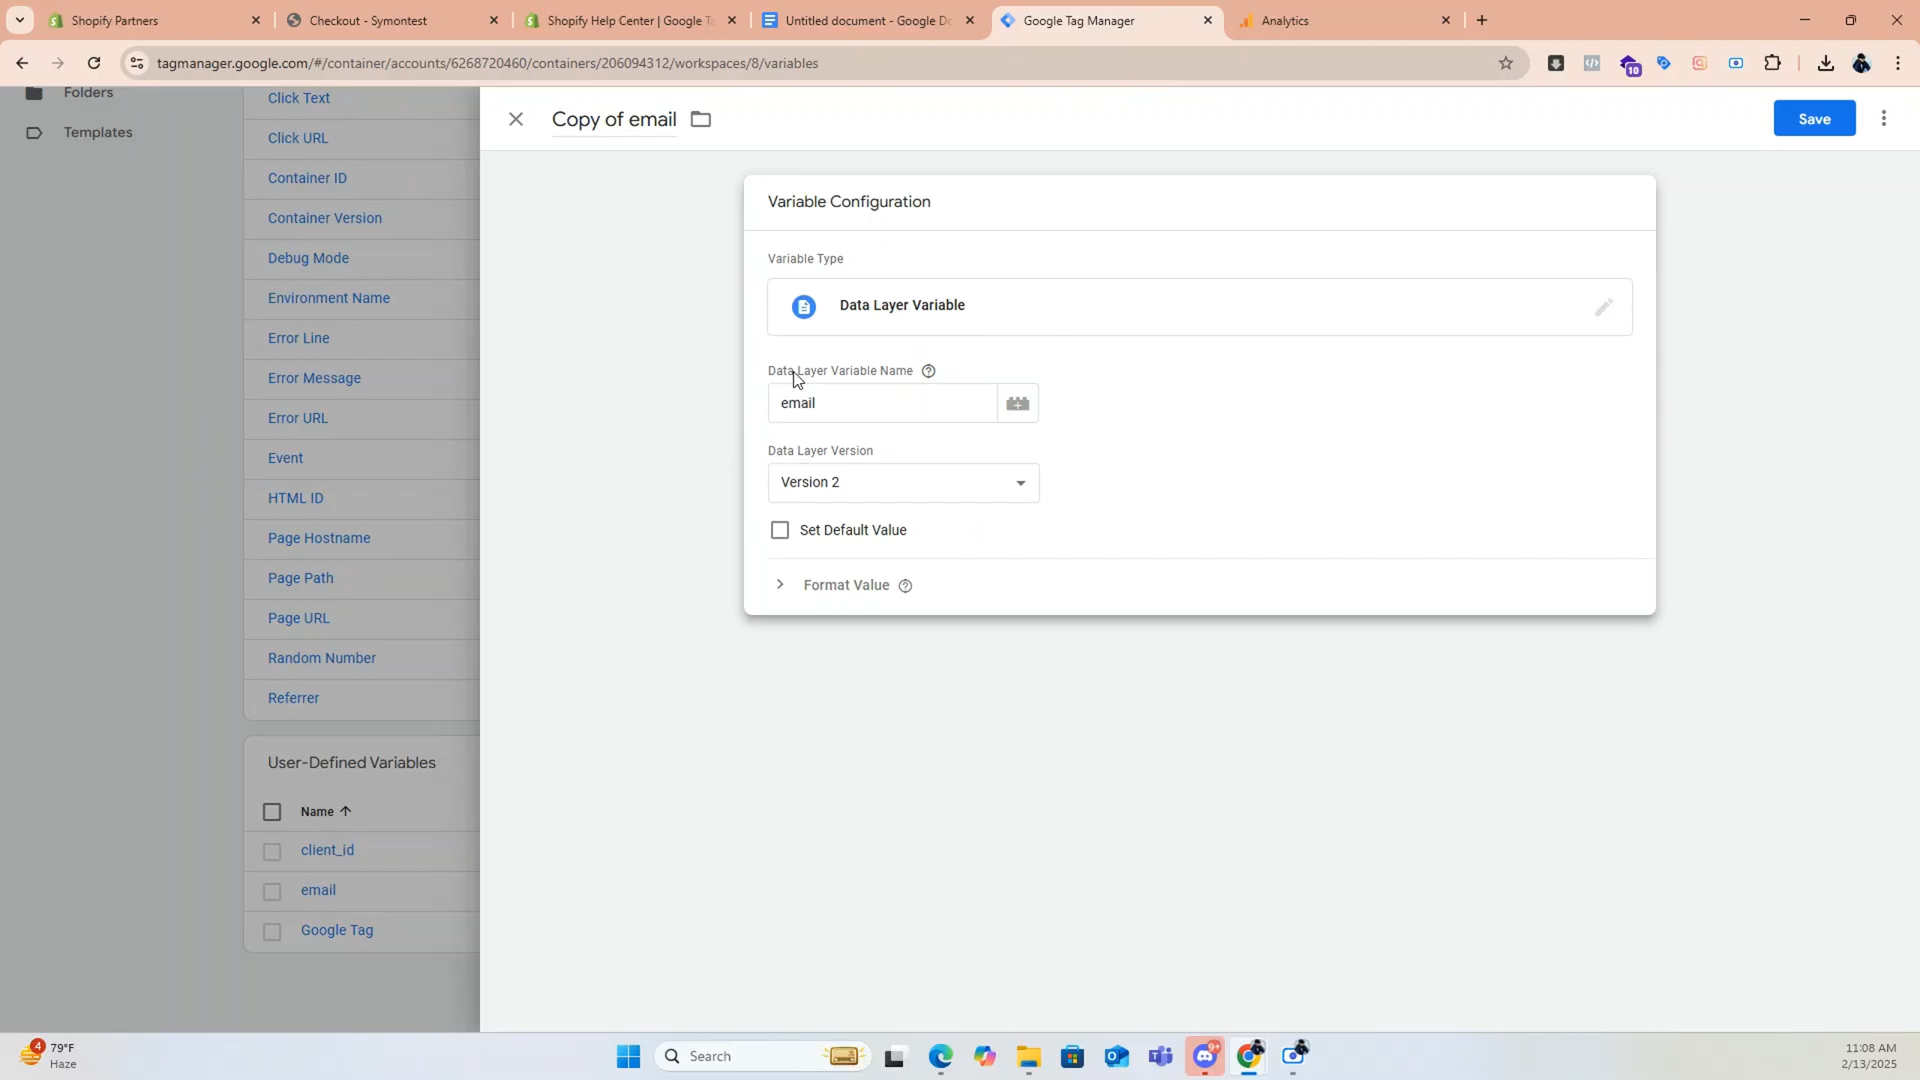 Shopify Partners
Checkout - Symontest
Shopify Help Center | Google Ta
Untitled document - Google Do
Google Tag Manager
Analytics
tagmanager.google.com/#/container/accounts/6268720460/containers/206094312/workspaces/8/variables
10
Folders
Templates
Click Text
Click URL
Container ID
Container Version
Debug Mode
Environment Name
Error Line
Error Message
Error URL
Event
HTML ID
Page Hostname
Page Path
Page URL
Random Number
Referrer
User-Defined Variables
Name
client_id
email
Google Tag
Copy of email
Save
Variable Configuration
Variable Type
Data Layer Variable
Data Layer Variable Name
email
Data Layer Version
Version 2
Set Default Value
Format Value
4
79°F
Haze
Search
9+
11:08 AM
2/13/2025